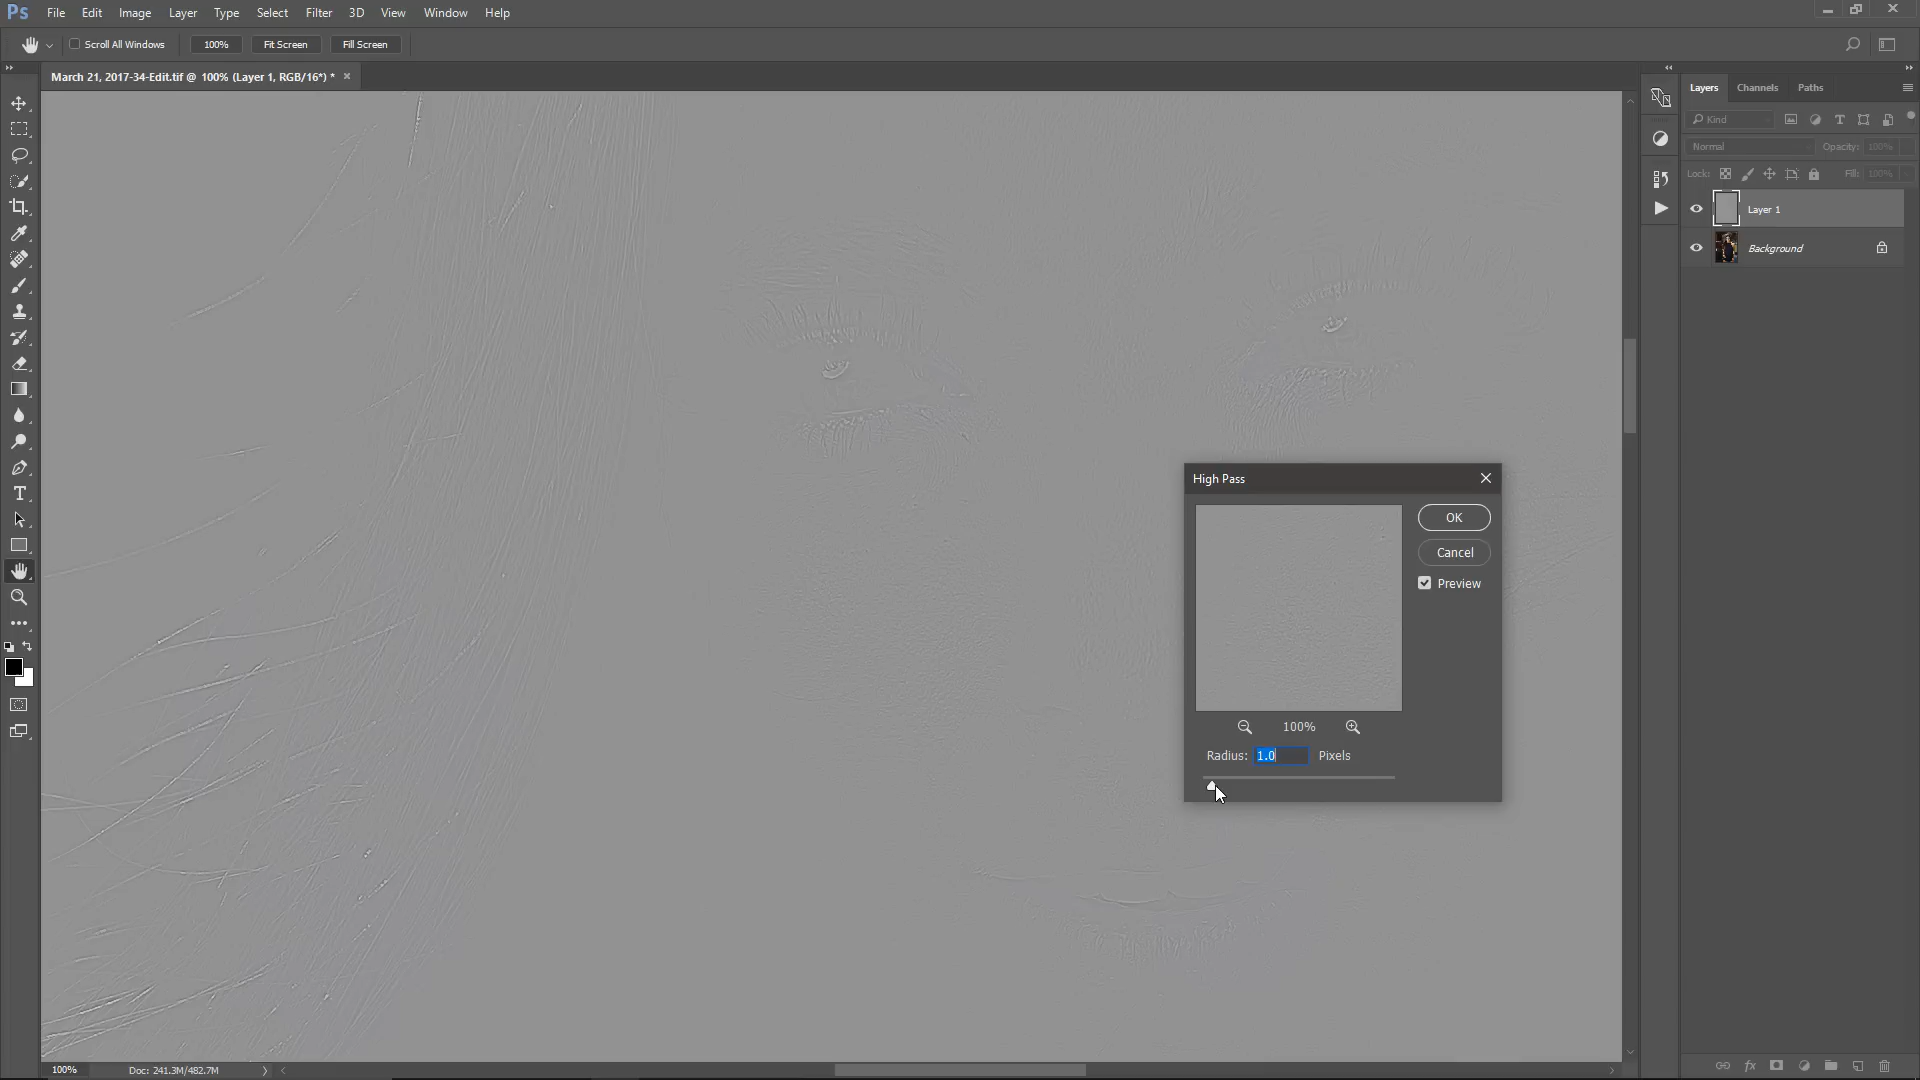 Ps File Edit Image Layer Type Select Filter 3D View Window Help
Scroll All Windows 100% Fit Screen Fill Screen
March 21, 2017-34-Edit.tif @ 100% (Layer 1, RGB/16*) *
Layers Channels Paths
Kind
Normal Opacity: 100%
Lock: Fill: 100%
Layer 1
Background
High Pass
OK
Cancel
Preview
100%
Radius: 1.0 Pixels
100% Doc: 241.3M/482.7M